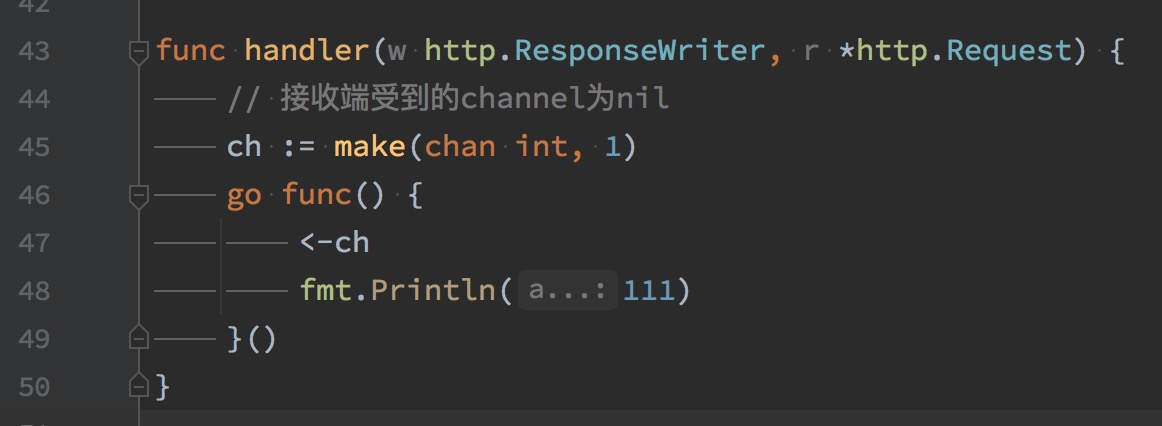 42
43 func handler(w http.ResponseWriter, r *http.Request) {
44 // 接收端受到的channel为nil
45 ch := make(chan int, 1)
46 go func() {
47 <-ch
48 fmt.Println( a...: 111)
49 }()
50 }